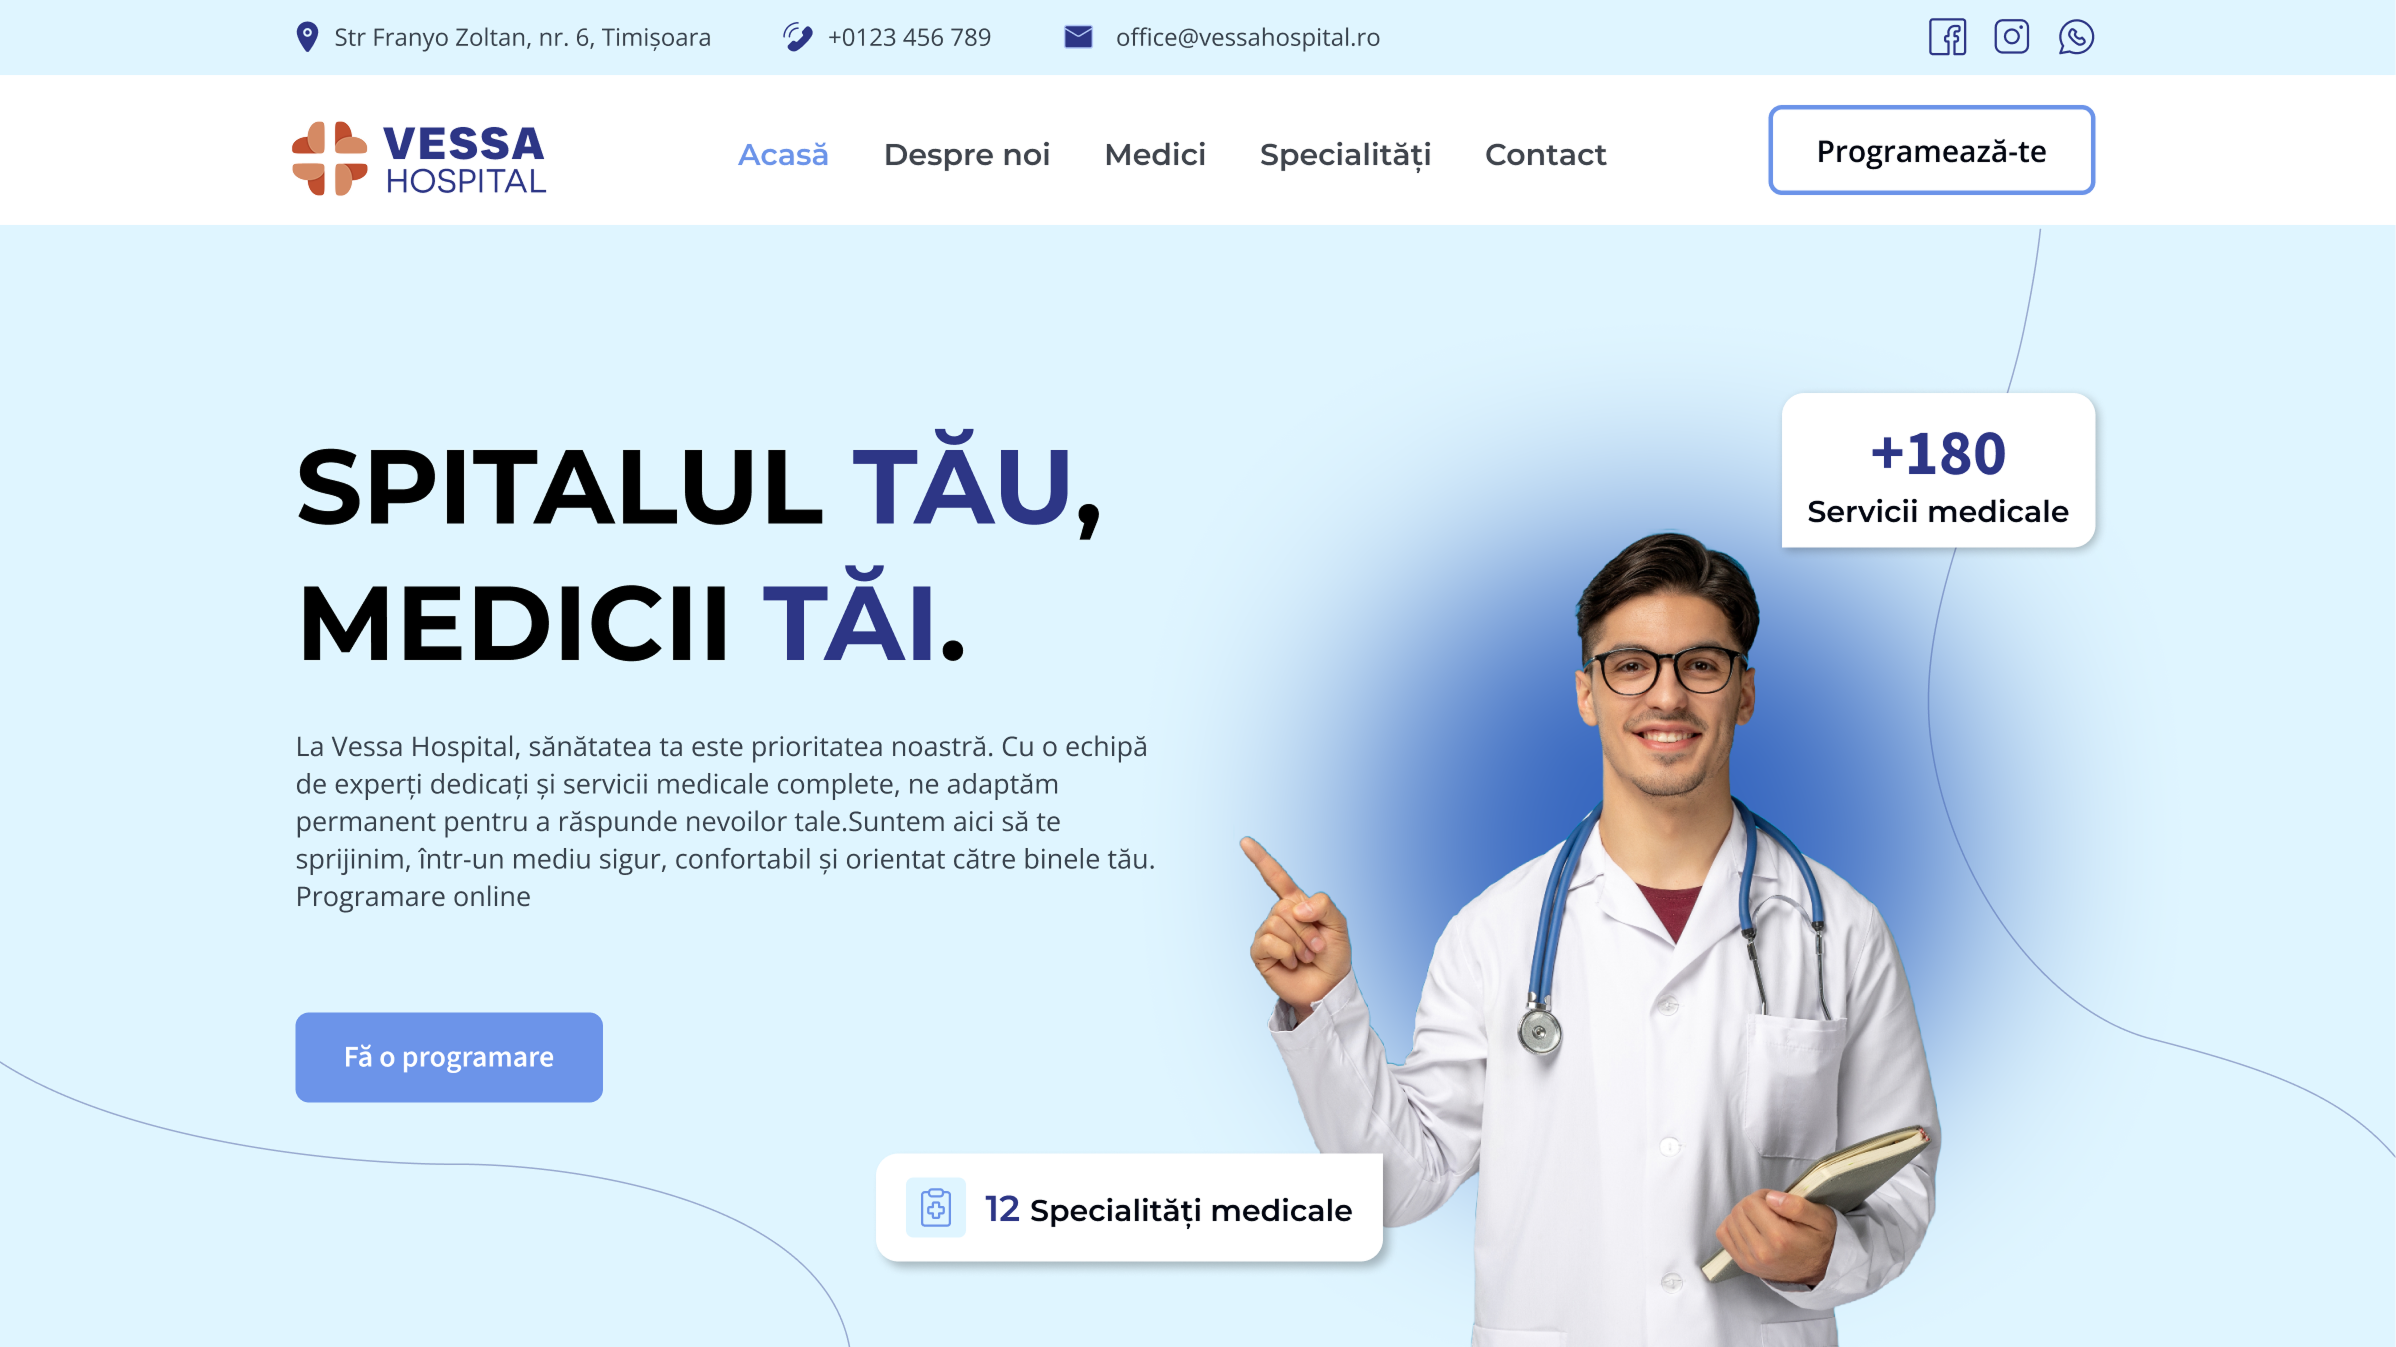 Str Franyo Zoltan, nr. 6, Timișoara
+0123 456 789
office@vessahospital.ro
VESSA
HOSPITAL
Acasă
Despre noi
Medici
Specialități
Contact
Programează-te
SPITALUL TĂU,
MEDICII TĂI.
La Vessa Hospital, sănătatea ta este prioritatea noastră. Cu o echipă
de experți dedicați și servicii medicale complete, ne adaptăm
permanent pentru a răspunde nevoilor tale.Suntem aici să te
sprijinim, într-un mediu sigur, confortabil și orientat către binele tău.
Programare online
Fă o programare
+180
Servicii medicale
12 Specialități medicale